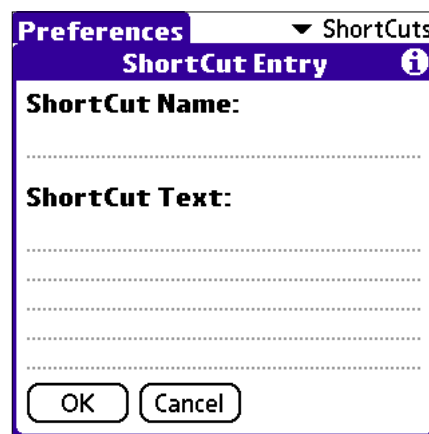 Preferences ShortCuts
ShortCut Entry
ShortCut Name:
ShortCut Text:
OK Cancel